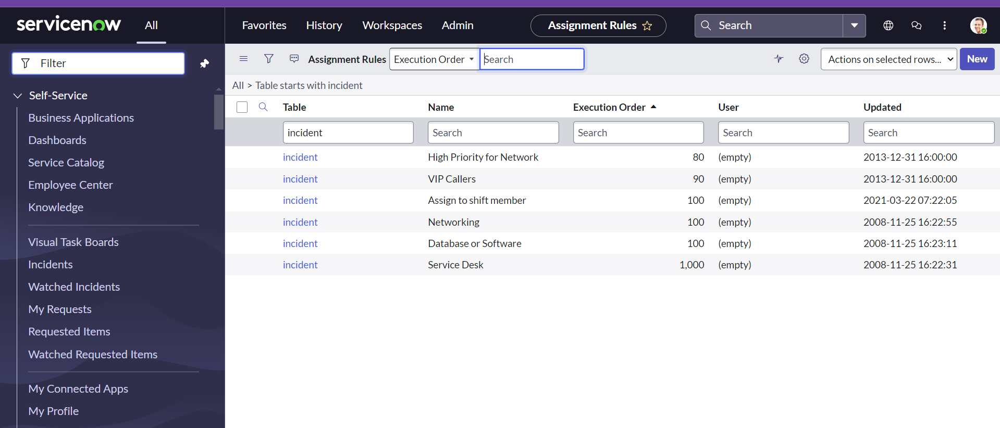 servicenow All Favorites History Workspaces Admin Assignment Rules Search
Filter
Self-Service
Business Applications
Dashboards
Service Catalog
Employee Center
Knowledge
Visual Task Boards
Incidents
Watched Incidents
My Requests
Requested Items
Watched Requested Items
My Connected Apps
My Profile
Assignment Rules Execution Order Search Actions on selected rows... New
All > Table starts with incident
Table Name Execution Order User Updated
incident Search Search Search Search
incident High Priority for Network 80 (empty) 2013-12-31 16:00:00
incident VIP Callers 90 (empty) 2013-12-31 16:00:00
incident Assign to shift member 100 (empty) 2021-03-22 07:22:05
incident Networking 100 (empty) 2008-11-25 16:22:55
incident Database or Software 100 (empty) 2008-11-25 16:23:11
incident Service Desk 1,000 (empty) 2008-11-25 16:22:31